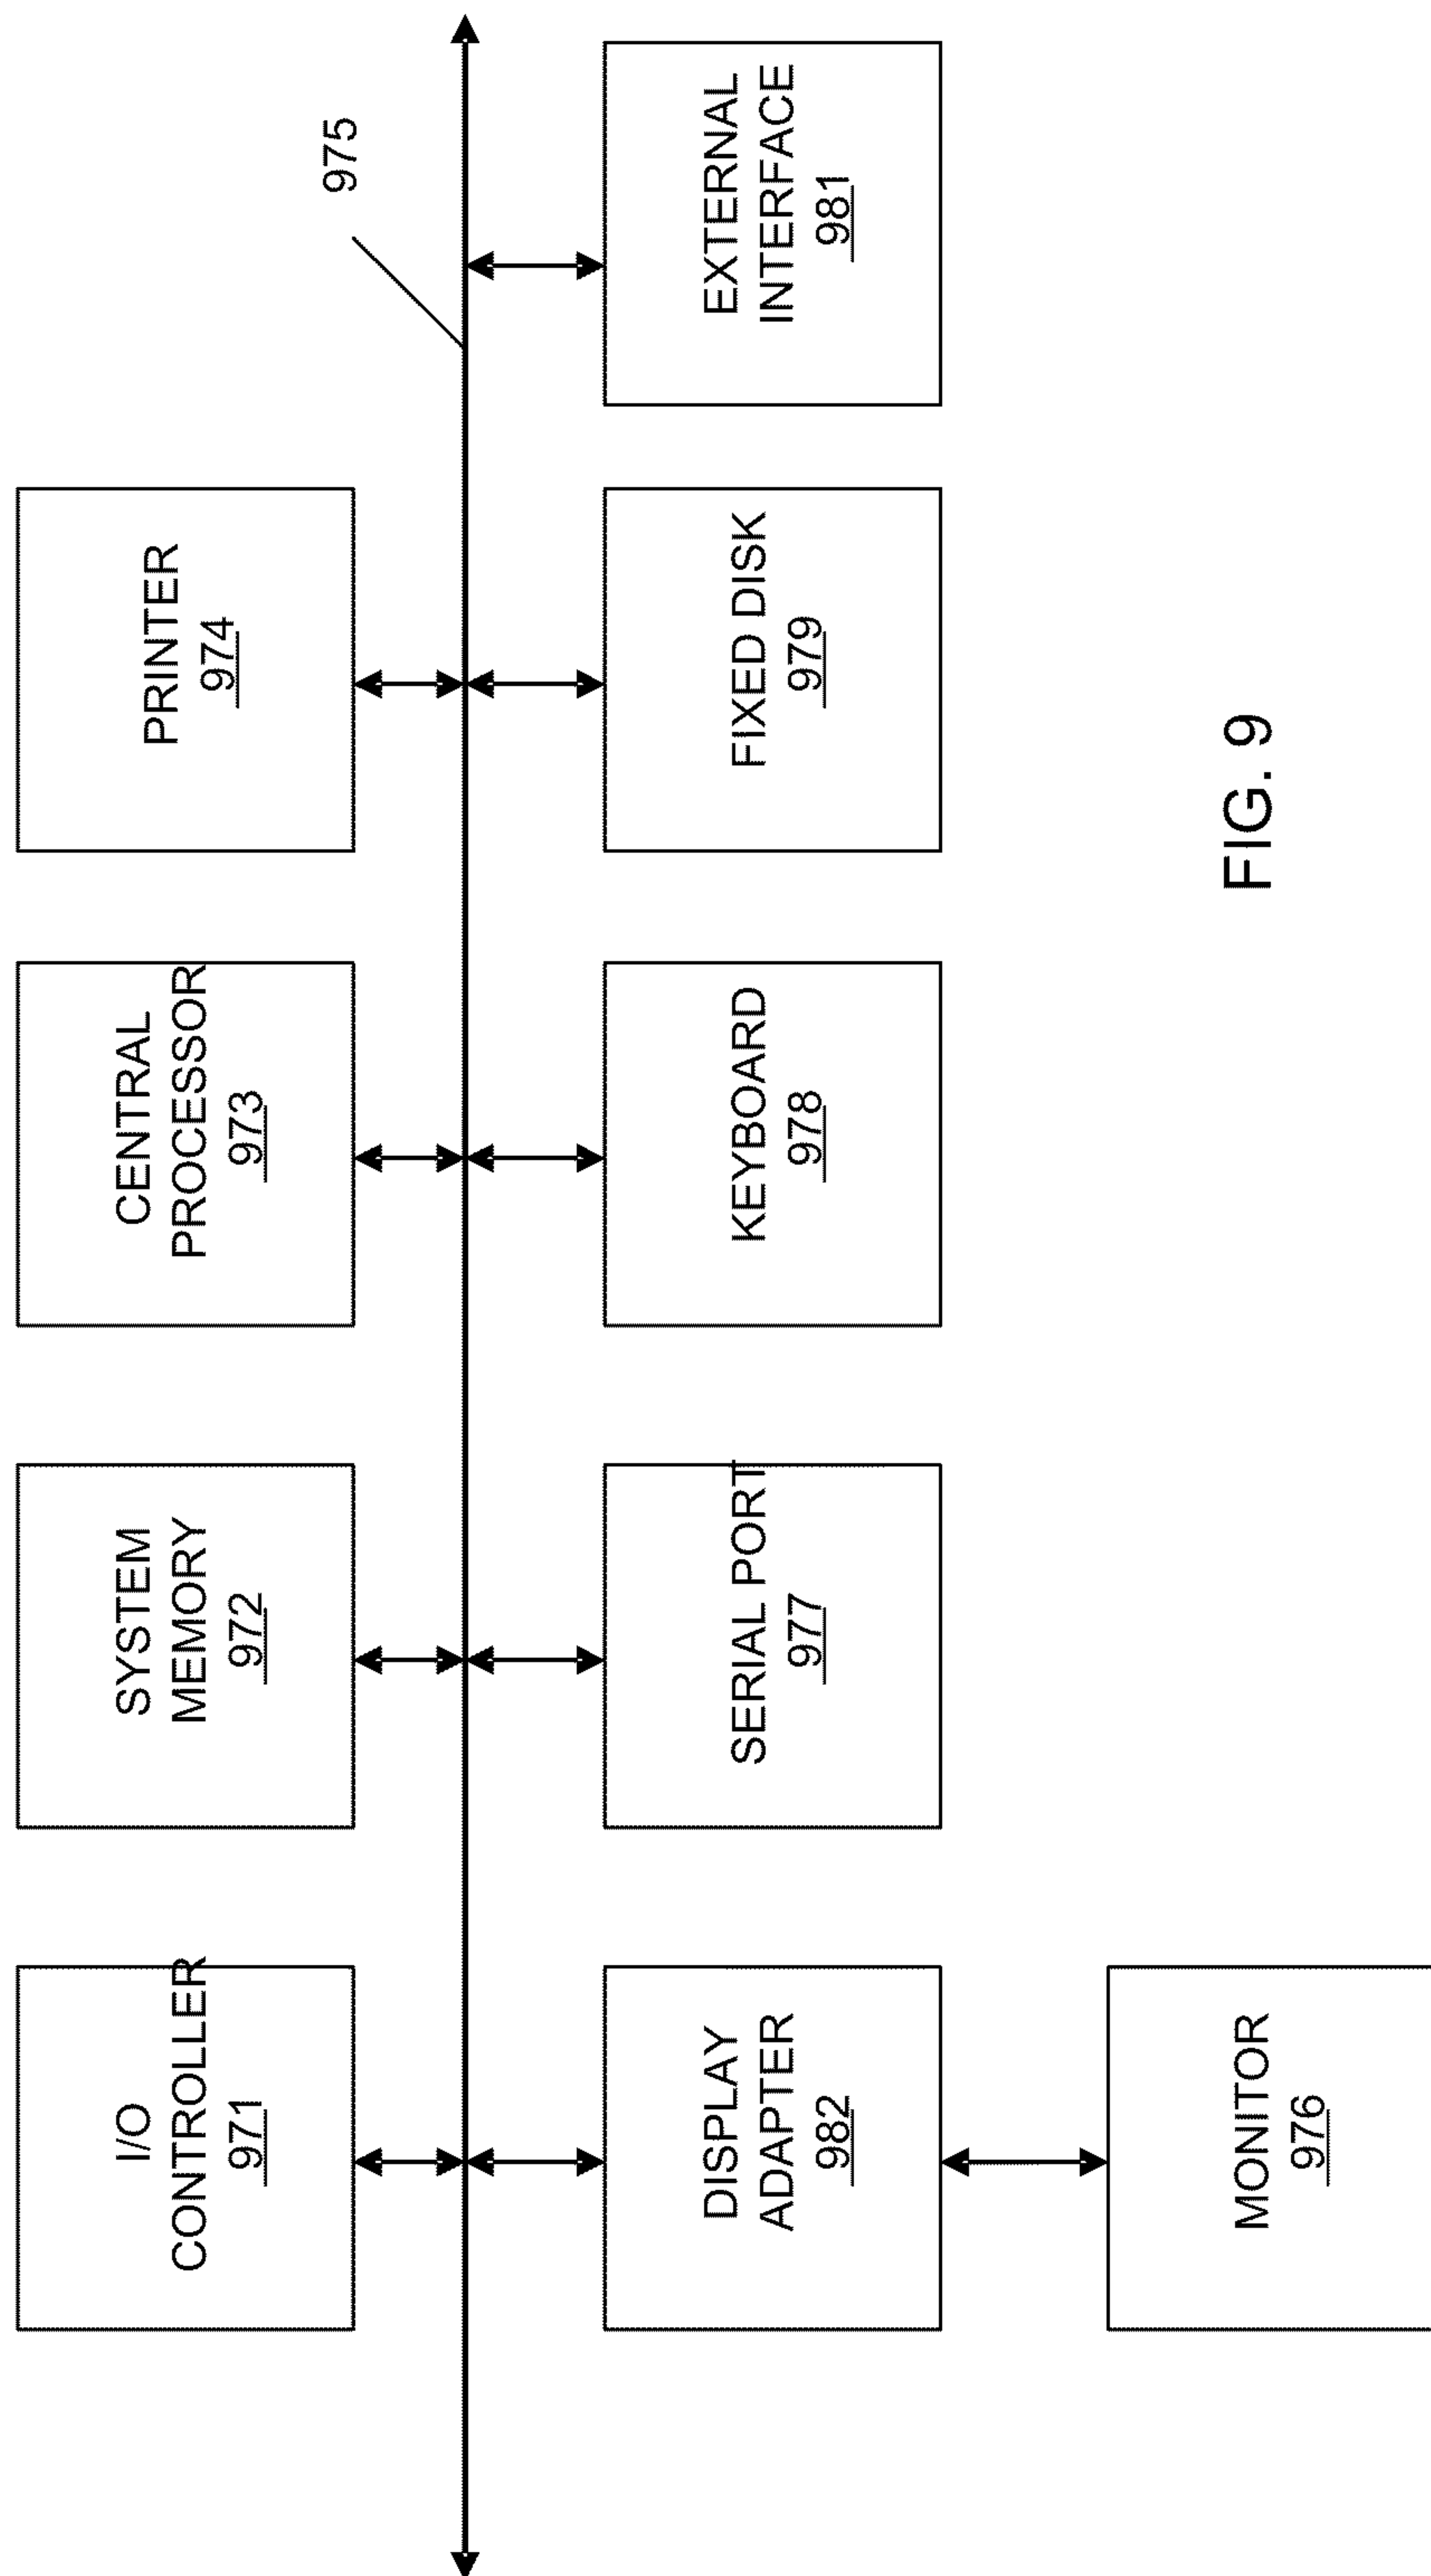 I/O
CONTROLLER
971
SYSTEM
MEMORY
972
CENTRAL
PROCESSOR
973
PRINTER
974
975
DISPLAY
ADAPTER
982
SERIAL PORT
977
KEYBOARD
978
FIXED DISK
979
EXTERNAL
INTERFACE
981
MONITOR
976
FIG. 9